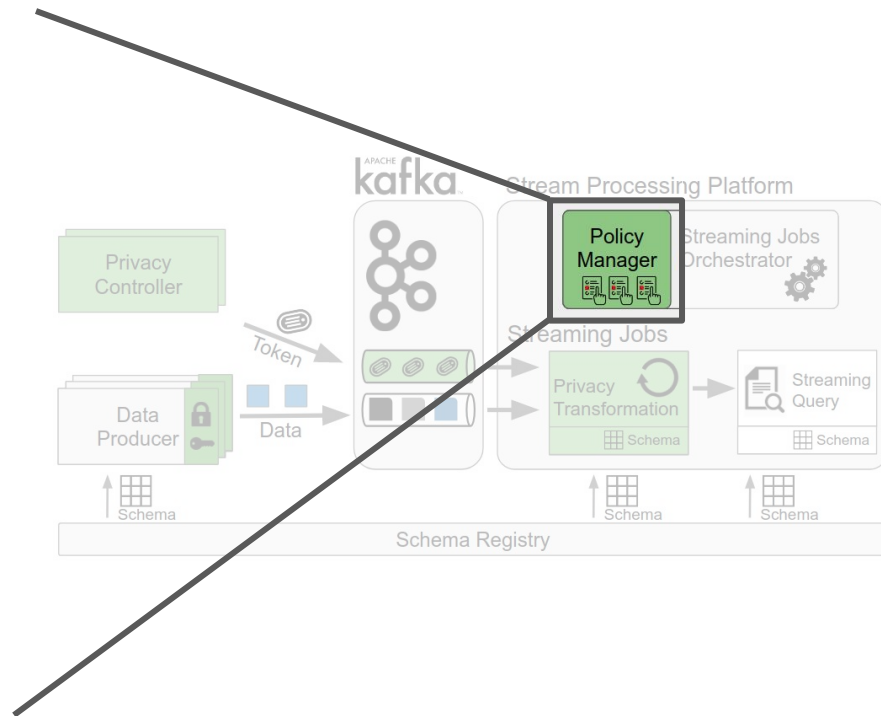 APACHE
kafka
Stream Processing Platform
Policy
Manager
Streaming Jobs
Orchestrator
Privacy
Controller
Token
Streaming Jobs
Data
Producer
Data
Privacy
Transformation
Schema
Streaming
Query
Schema
Schema
Schema
Schema
Schema Registry